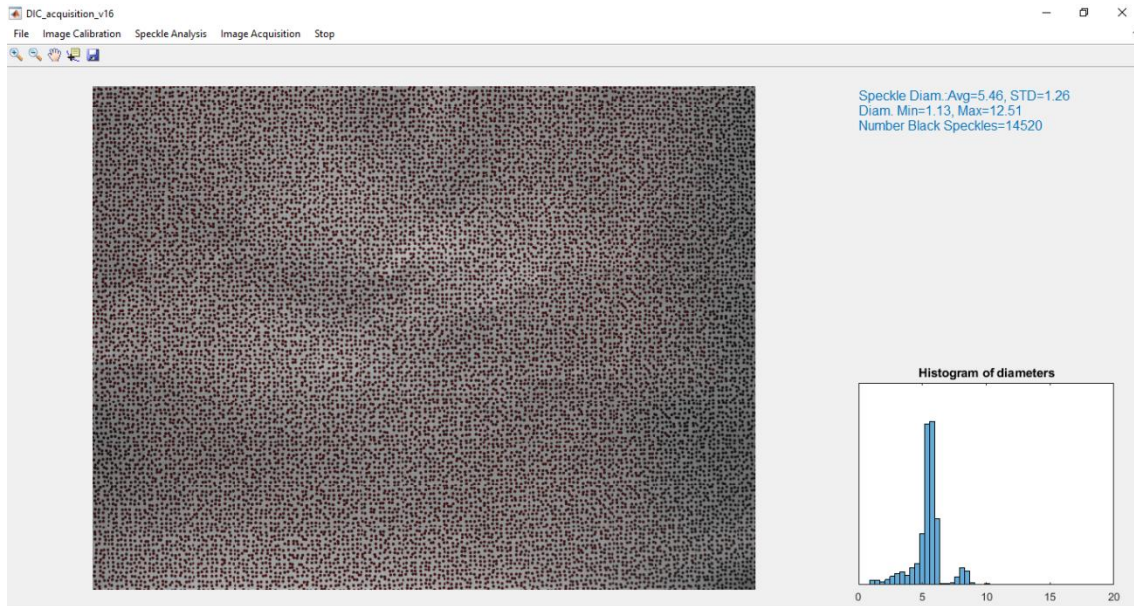 DIC_acquisition_v16
File Image Calibration Speckle Analysis Image Acquisition Stop
Speckle Diam.:Avg=5.46, STD=1.26
Diam. Min=1.13, Max=12.51
Number Black Speckles=14520
Histogram of diameters
0 5 10 15 20